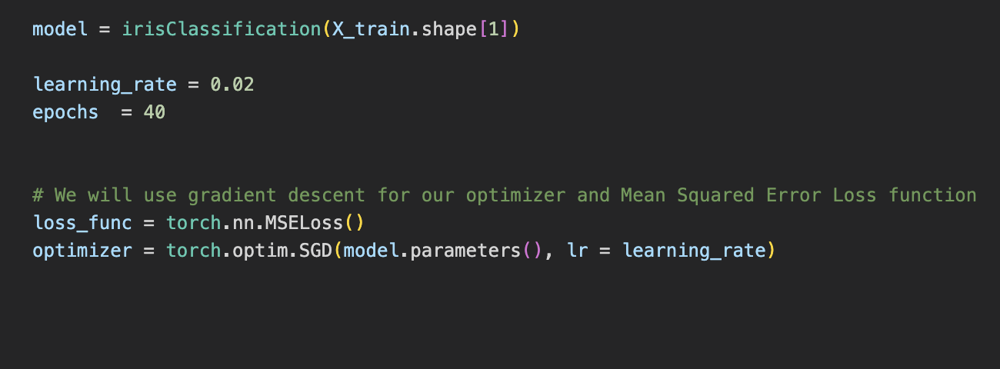 model = irisClassification(X_train.shape[1])
learning_rate = 0.02
epochs  = 40
# We will use gradient descent for our optimizer and Mean Squared Error Loss function
loss_func = torch.nn.MSELoss()
optimizer = torch.optim.SGD(model.parameters(), lr = learning_rate)